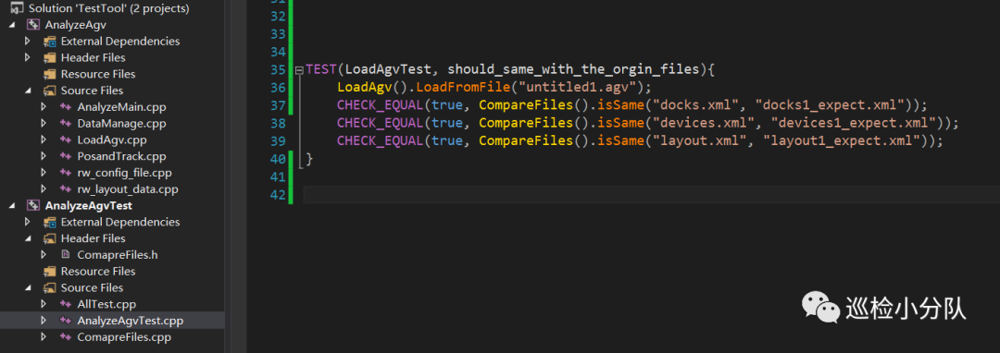 Solution 'TestTool' (2 projects)
AnalyzeAgv
External Dependencies
Header Files
Resource Files
Source Files
AnalyzeMain.cpp
DataManage.cpp
LoadAgv.cpp
PosandTrack.cpp
rw_config_file.cpp
rw_layout_data.cpp
AnalyzeAgvTest
External Dependencies
Header Files
ComapreFiles.h
Resource Files
Source Files
AllTest.cpp
AnalyzeAgvTest.cpp
ComapreFiles.cpp
32
33
34
35 TEST(LoadAgvTest, should_same_with_the_orgin_files){
36 LoadAgv().LoadFromFile("untitled1.agv");
37 CHECK_EQUAL(true, CompareFiles().isSame("docks.xml", "docks1_expect.xml"));
38 CHECK_EQUAL(true, CompareFiles().isSame("devices.xml", "devices1_expect.xml"));
39 CHECK_EQUAL(true, CompareFiles().isSame("layout.xml", "layout1_expect.xml"));
40 }
41
42
巡检小分队